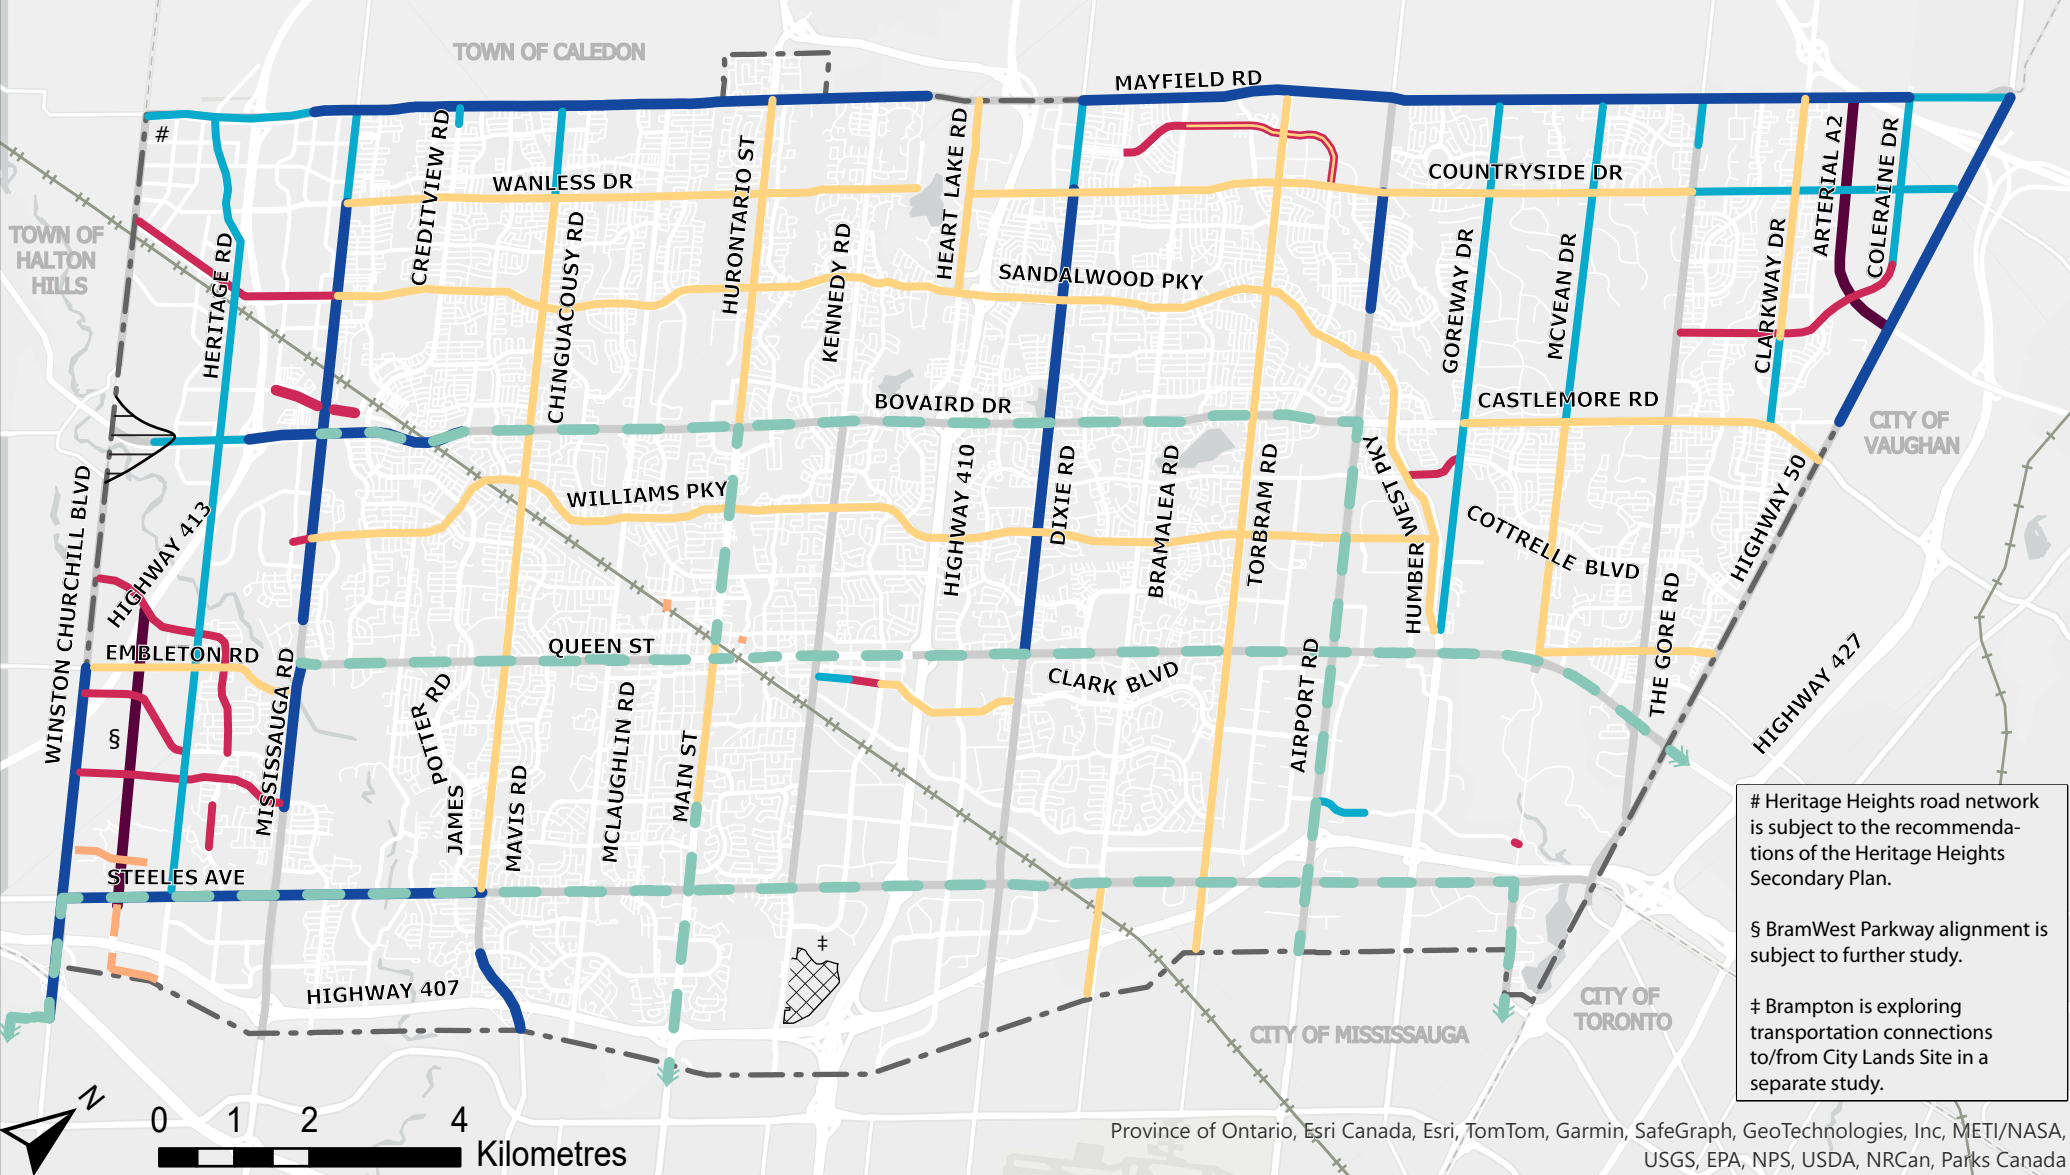 TOWN OF CALEDON
MAYFIELD RD
#
WANLESS DR
COUNTRYSIDE DR
CREDITVIEW RD
CHINGUACOUSY RD
HURONTARIO ST
KENNEDY RD
HEART LAKE RD
SANDALWOOD PKY
GOREWAY DR
MCVEAN DR
CLARKWAY DR
ARTERIAL A2
COLERAINE DR
TOWN OF
HALTON
HILLS
HERITAGE RD
BOVAIRD DR
CASTLEMORE RD
CITY OF
VAUGHAN
WILLIAMS PKY
HIGHWAY 410
DIXIE RD
BRAMALEA RD
TORBRAM RD
HUMBER WEST PKY
COTTRELLE BLVD
HIGHWAY 50
WINSTON CHURCHILL BLVD
HIGHWAY 413
EMBLETON RD
QUEEN ST
CLARK BLVD
AIRPORT RD
THE GORE RD
HIGHWAY 427
§
MISSISSAUGA RD
JAMES POTTER RD
MAVIS RD
MCLAUGHLIN RD
MAIN ST
STEELES AVE
‡
HIGHWAY 407
CITY OF MISSISSAUGA
CITY OF
TORONTO
# Heritage Heights road network
is subject to the recommenda-
tions of the Heritage Heights
Secondary Plan.
§ BramWest Parkway alignment is
subject to further study.
‡ Brampton is exploring
transportation connections
to/from City Lands Site in a
separate study.
N
0 1 2 4
Kilometres
Province of Ontario, Esri Canada, Esri, TomTom, Garmin, SafeGraph, GeoTechnologies, Inc, METI/NASA,
USGS, EPA, NPS, USDA, NRCan, Parks Canada